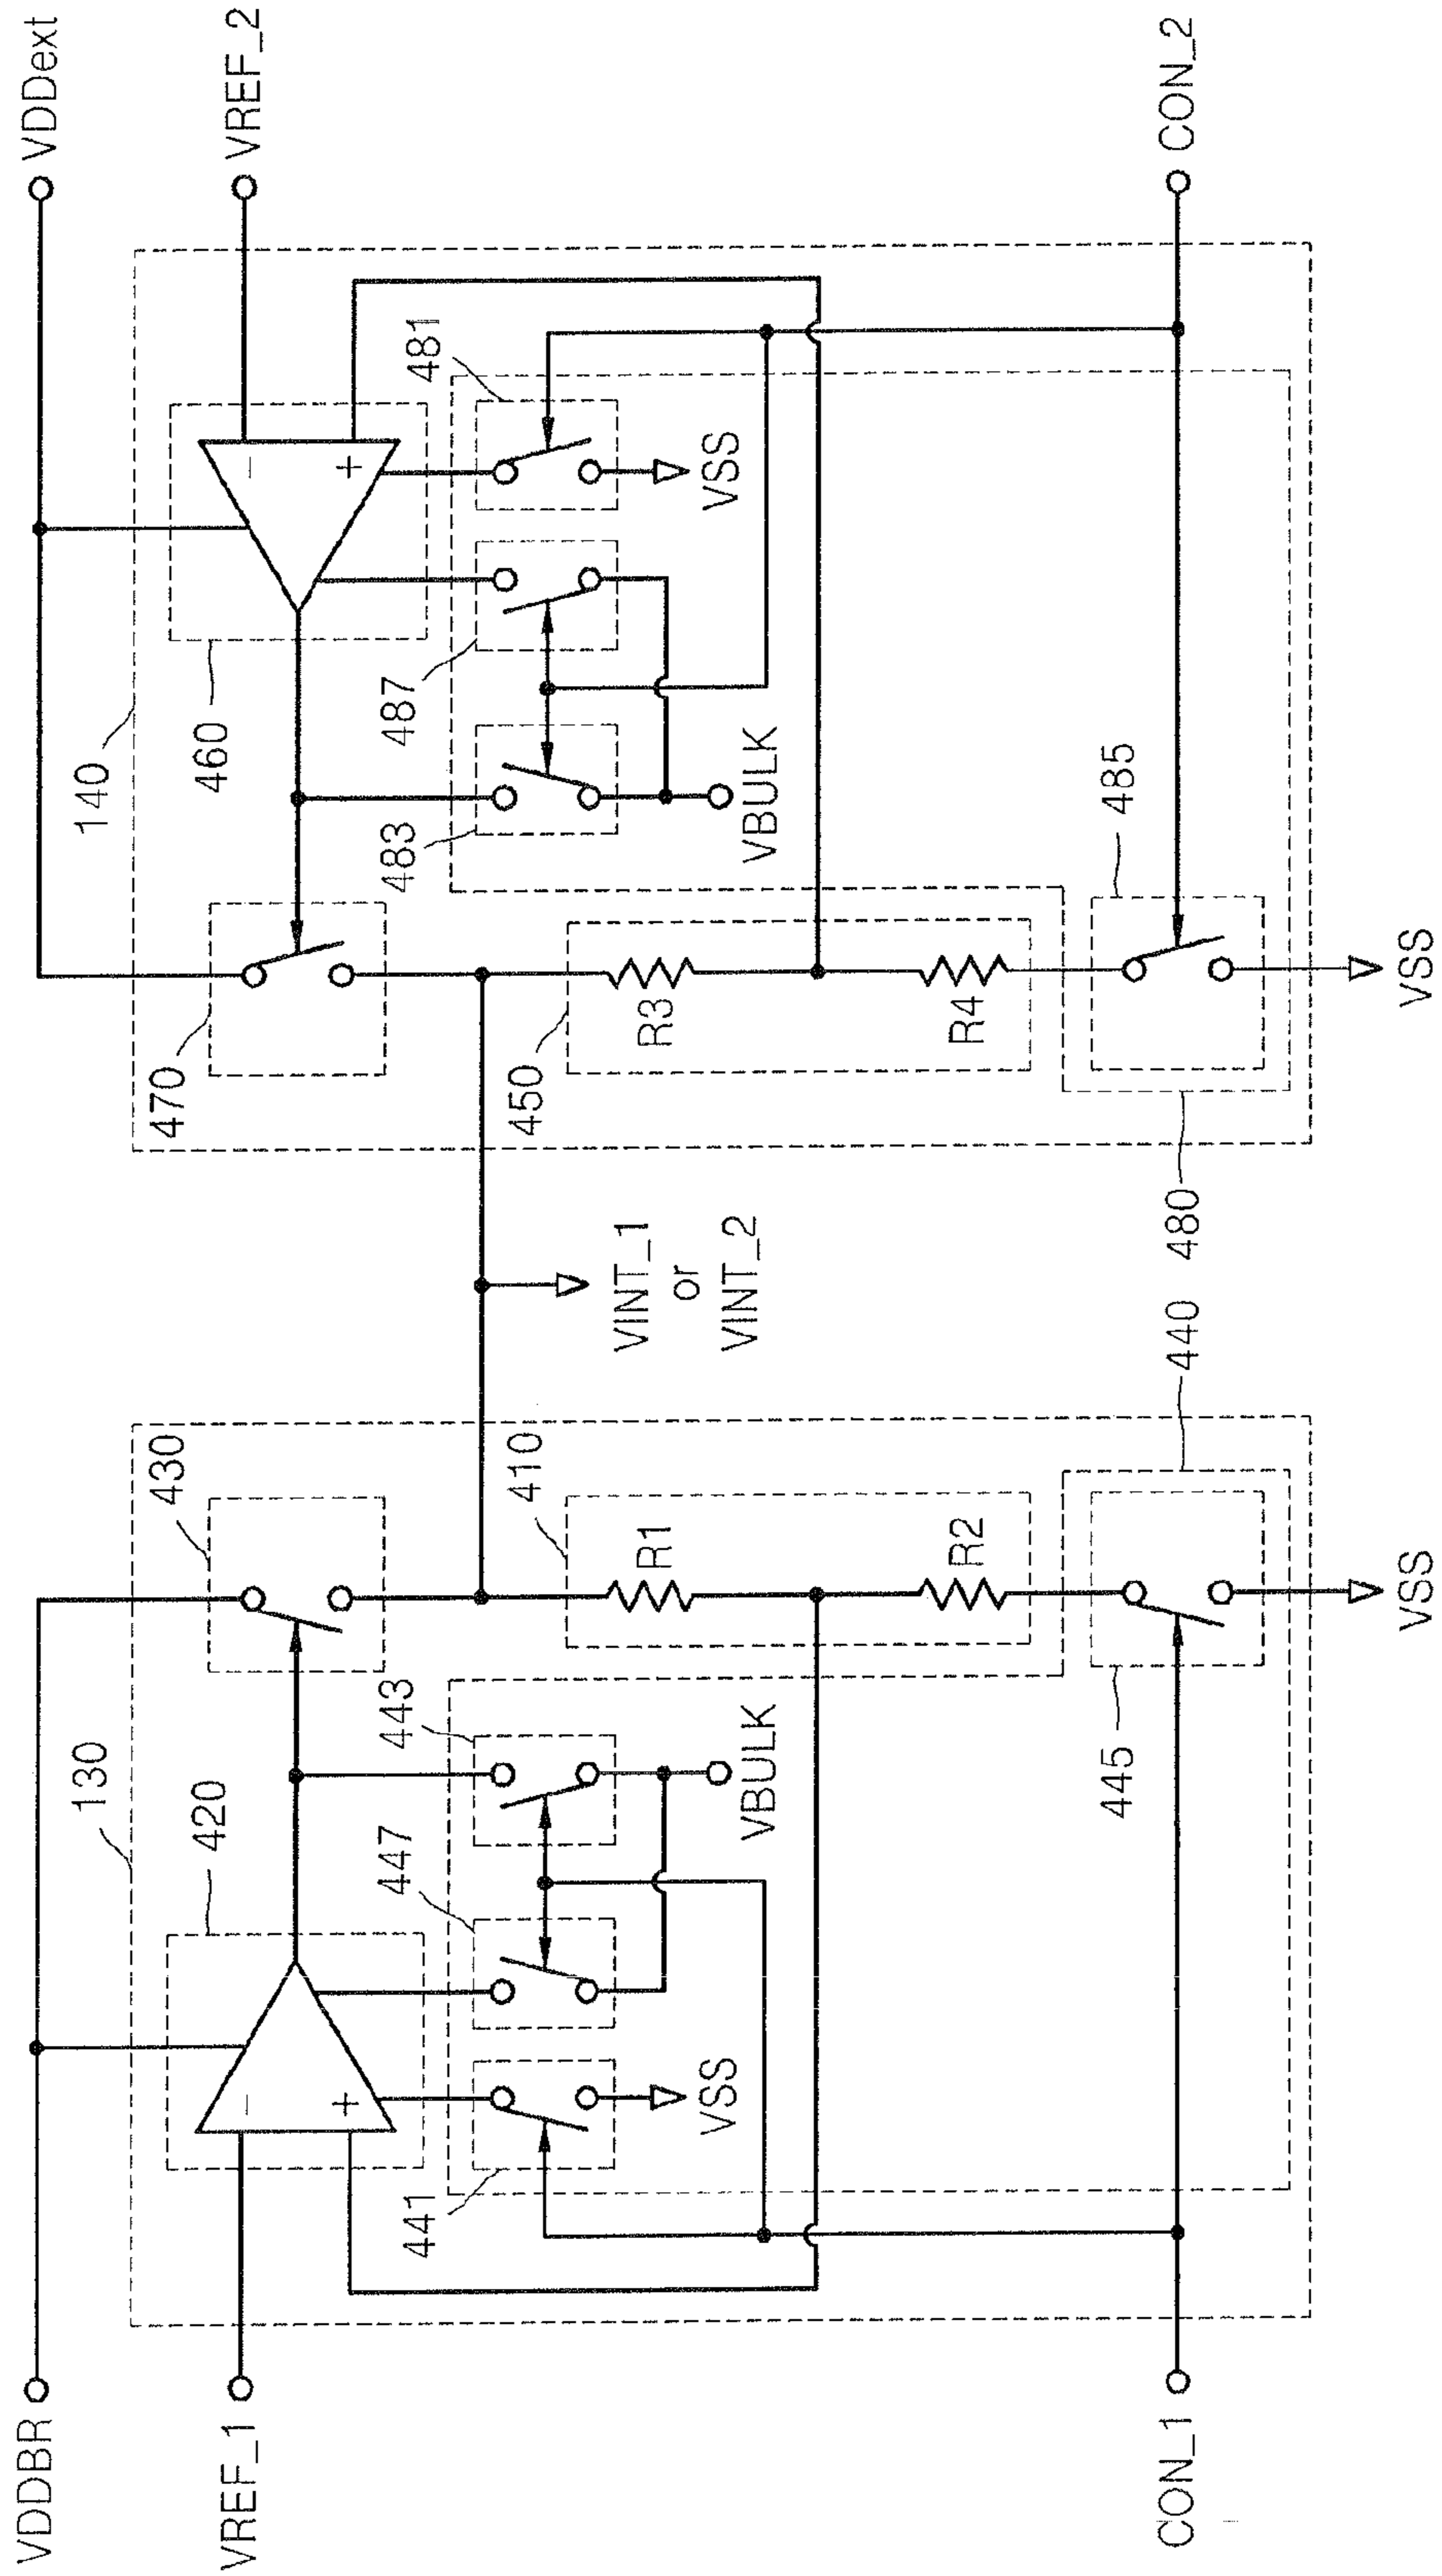 VDDBR
VDDext
VREF_1
VREF_2
130
140
420
430
470
460
−
+
−
+
441
447
443
483
487
481
VSS
VBULK
VBULK
VSS
410
450
R1
R3
VINT_1
or
VINT_2
R2
R4
445
485
440
480
CON_1
CON_2
VSS
VSS